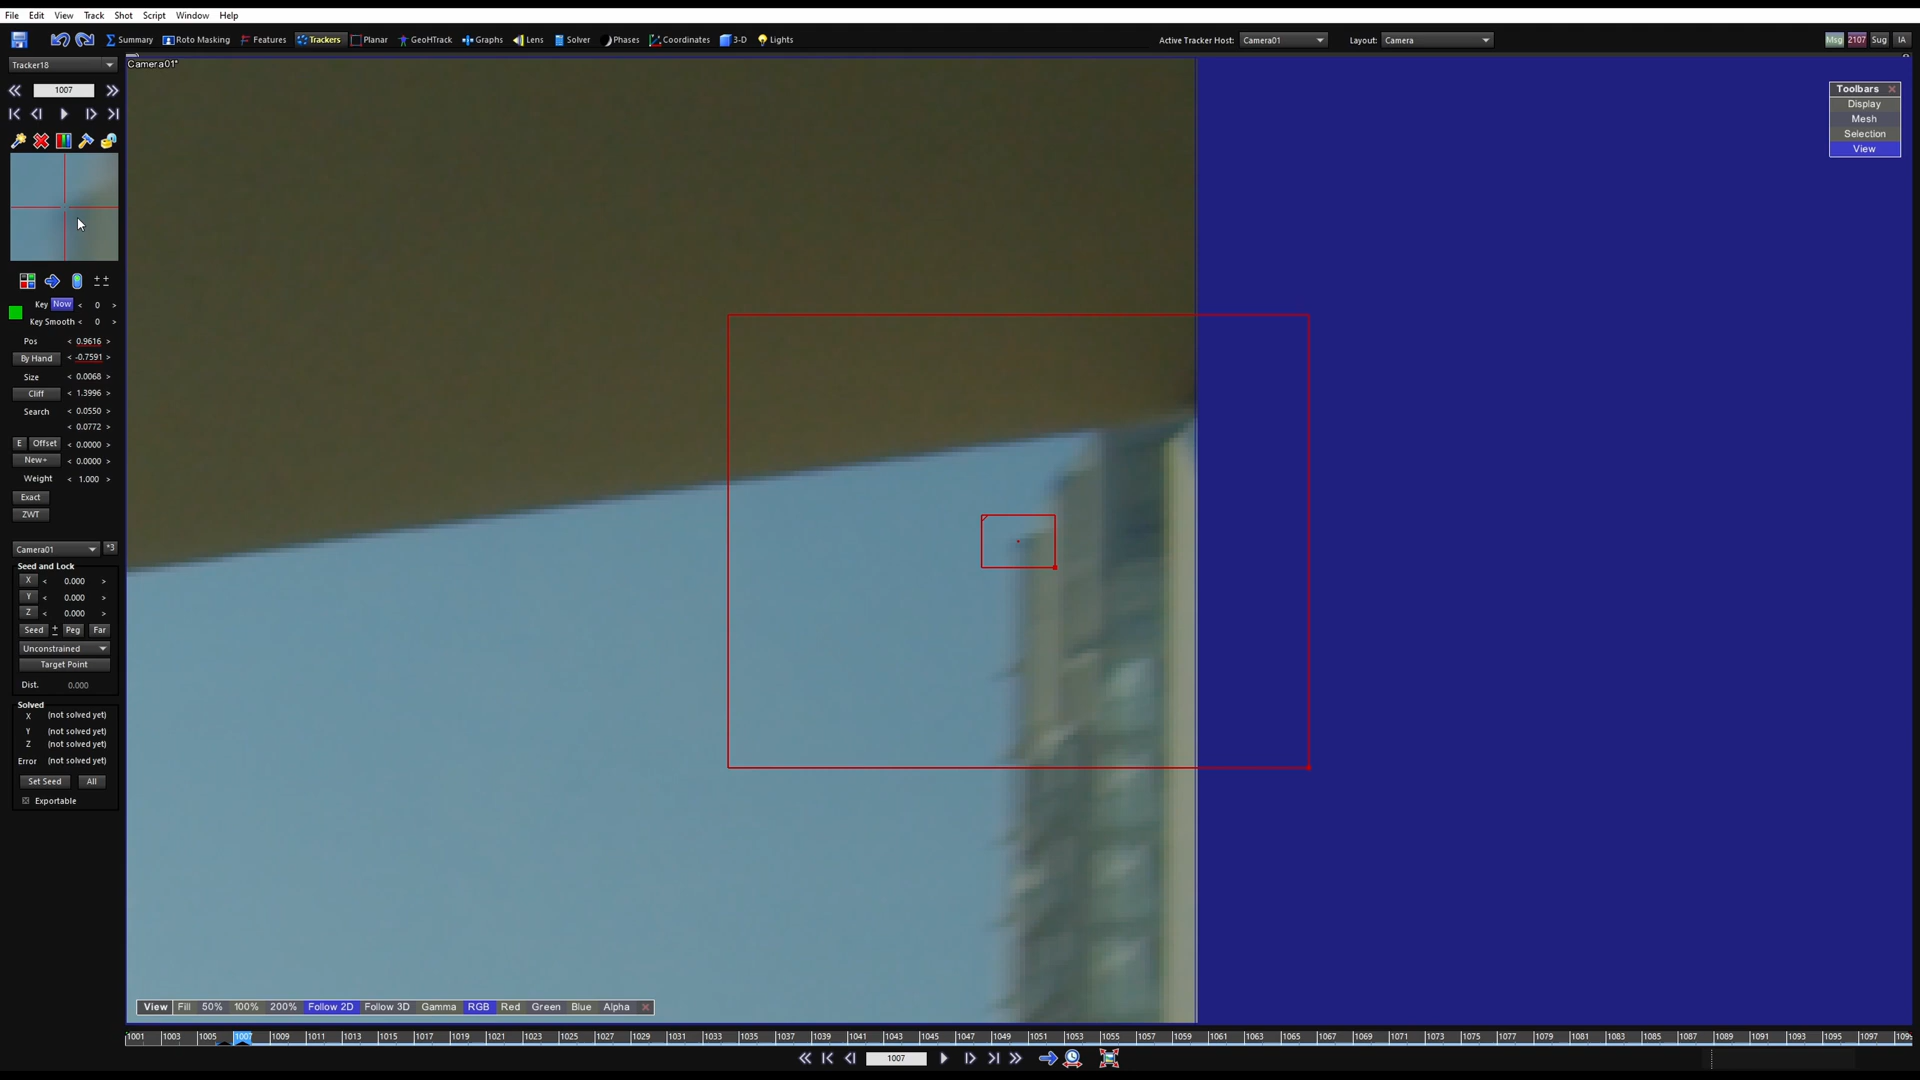 File Edit View Track Shot Script Window Help
Summary Roto Masking Features Trackers Planar GeoHTrack Graphs Lens Solver Phases Coordinates 3-D Lights Active Tracker Host: Camera01 Layout: Camera Msg 2107 Sug IA
Tracker18
Camera01*
1007
Toolbars
Display
Mesh
Selection
View
Key Now < 0 >
Key Smooth < 0 >
Pos < 0.9616 >
By Hand < -0.7591 >
Size < 0.0068 >
Cliff < 1.3996 >
Search < 0.0550 >
< 0.0772 >
E Offset < 0.0000 >
New+ < 0.0000 >
Weight < 1.000 >
Exact
ZWT
Camera01 *3
Seed and Lock
X < 0.000 >
Y < 0.000 >
Z < 0.000 >
Seed ± Peg Far
Unconstrained
Target Point
Dist. 0.000
Solved
X (not solved yet)
Y (not solved yet)
Z (not solved yet)
Error (not solved yet)
Set Seed All
Exportable
View Fill 50% 100% 200% Follow 2D Follow 3D Gamma RGB Red Green Blue Alpha
1001 1003 1005 1007 1009 1011 1013 1015 1017 1019 1021 1023 1025 1027 1029 1031 1033 1035 1037 1039 1041 1043 1045 1047 1049 1051 1053 1055 1057 1059 1061 1063 1065 1067 1069 1071 1073 1075 1077 1079 1081 1083 1085 1087 1089 1091 1093 1095 1097
1007